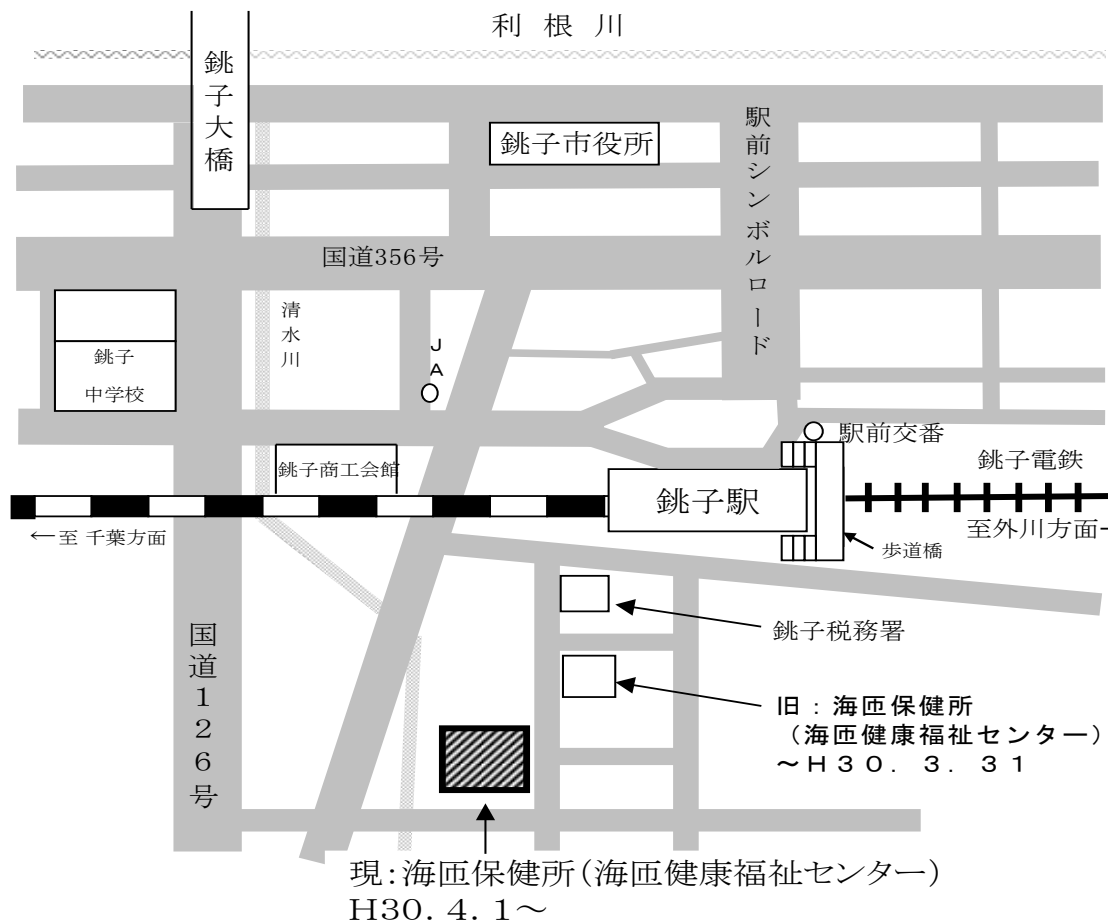 利根川
銚子大橋
銚子市役所
駅前シンボルロード
国道356号
清水川
JA
銚子
中学校
駅前交番
銚子商工会館
銚子電鉄
銚子駅
←至 千葉方面
至外川方面
歩道橋
銚子税務署
国道126号
旧：海匝保健所
（海匝健康福祉センター）
～Ｈ３０．３．３１
現：海匝保健所（海匝健康福祉センター）
H30．4．1～